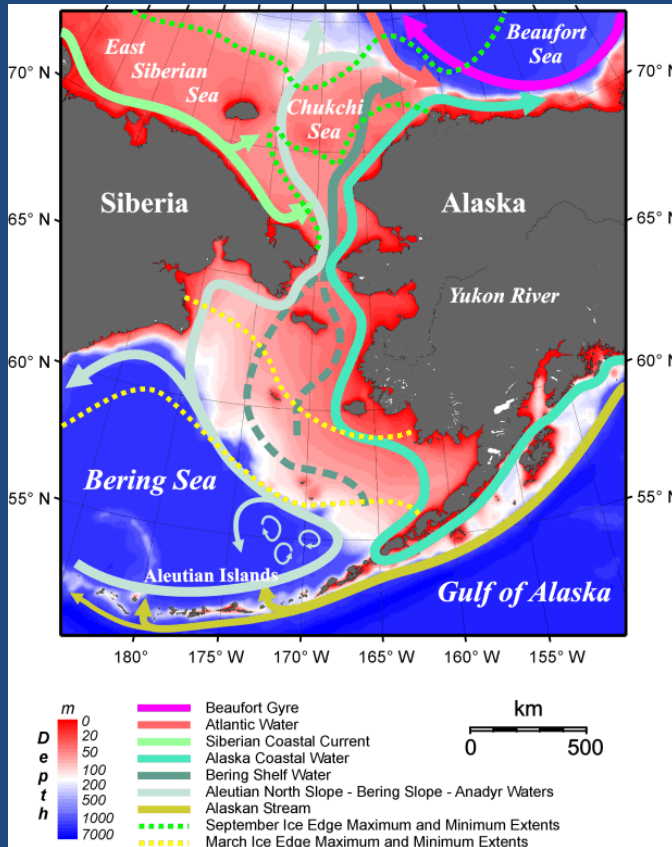 Beaufort
Sea
East
Siberian
Sea
Chukchi
Sea
70° N
70° N
Siberia
Alaska
65° N
65° N
Yukon River
60° N
60° N
Bering Sea
55° N
55° N
Aleutian Islands
Gulf of Alaska
180°
175° W
170° W
165° W
160° W
155° W
m
Depth
0
20
50
100
200
500
1000
7000
Beaufort Gyre
Atlantic Water
Siberian Coastal Current
Alaska Coastal Water
Bering Shelf Water
Aleutian North Slope - Bering Slope - Anadyr Waters
Alaskan Stream
September Ice Edge Maximum and Minimum Extents
March Ice Edge Maximum and Minimum Extents
km
0 500